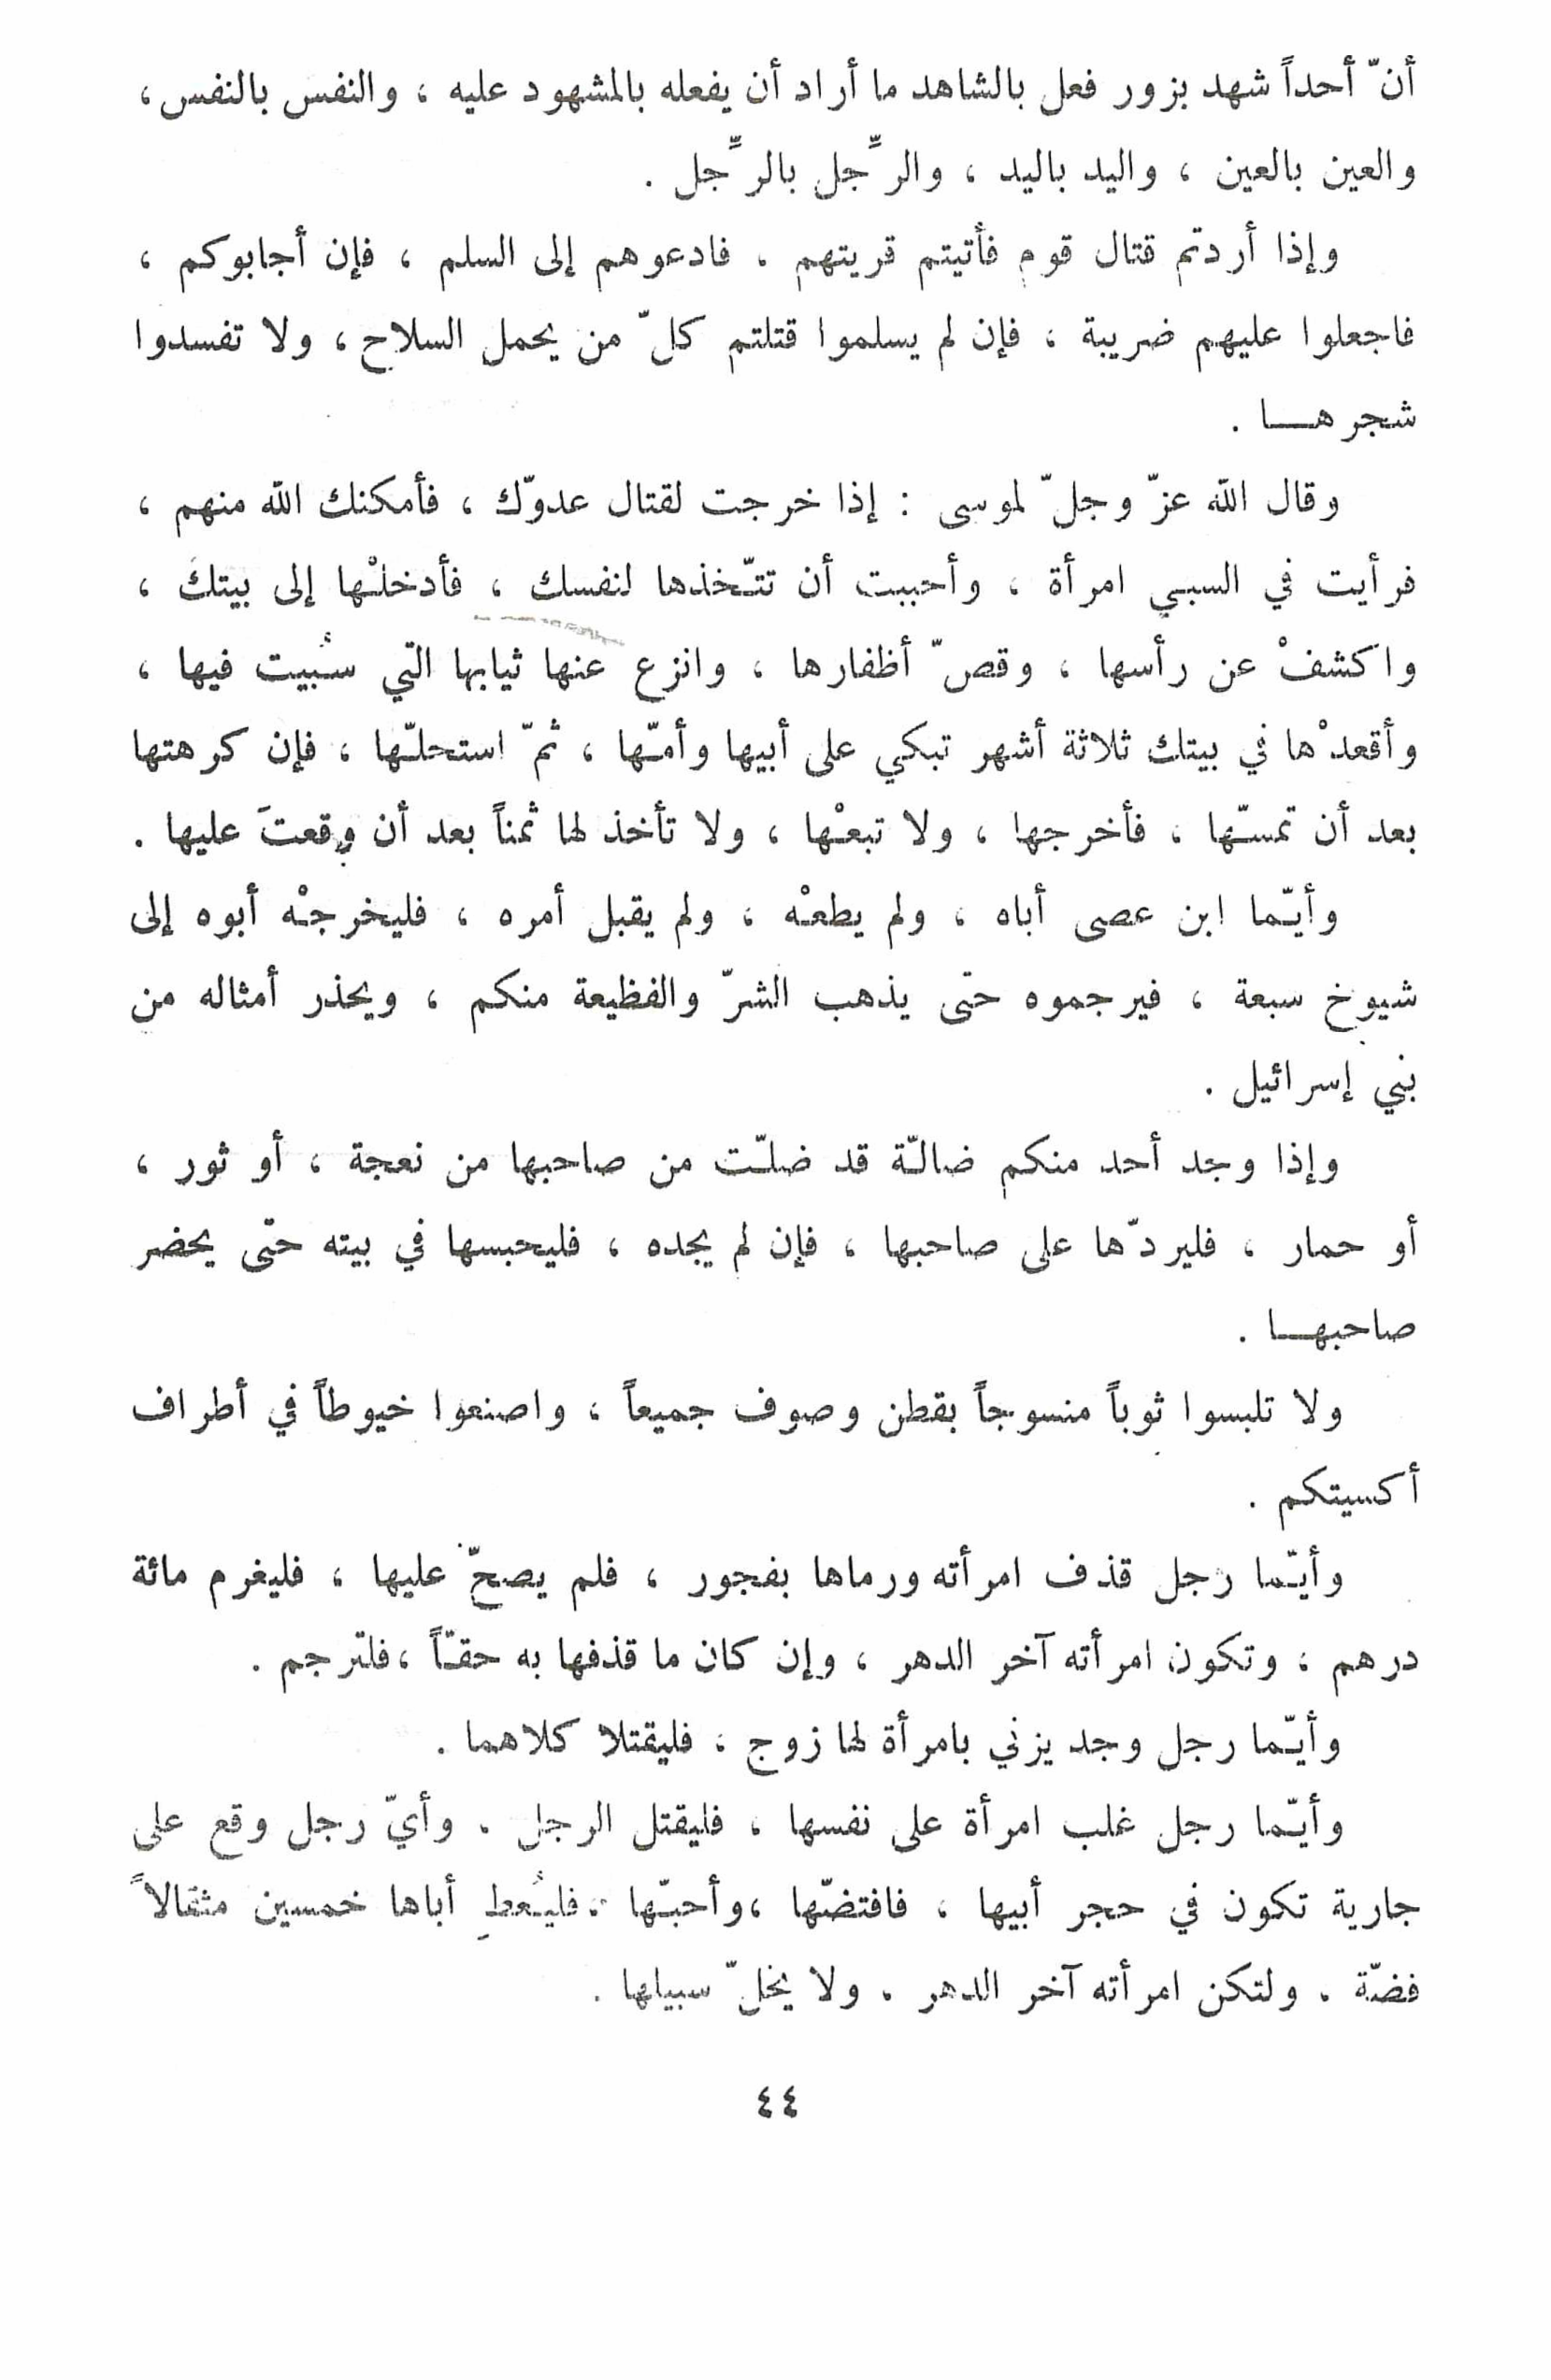 أنّ أحداً شهد بزور فعل بالشاهد ما أراد أن يفعله بالمشهود عليه ، والنفس بالنفس،
والعين بالعين ، واليد باليد ، والرِّجل بالرِّجل .
وإذا أردتم قتال قوم فأتيتم قريتهم . فادعوهم إلى السلم ، فإن أجابوكم ،
فاجعلوا عليهم ضريبة ، فإن لم يسلموا قتلتم كلّ من يحمل السلاح ، ولا تفسدوا
شجرهـــا .
وقال الله عزّ وجلّ لموسى : إذا خرجت لقتال عدوّك ، فأمكنك الله منهم ،
فرأيت في السبي امرأة ، وأحببت أن تتّخذها لنفسك ، فأدخلْها إلى بيتكَ ،
واكشفْ عن رأسها ، وقصّ أظفارها ، وانزع عنها ثيابها التي سُبيت فيها ،
وأقعدْها في بيتك ثلاثة أشهر تبكي على أبيها وأمّها ، ثمّ استحلّها ، فإن كرهتها
بعد أن تمسّها ، فأخرجها ، ولا تبعْها ، ولا تأخذ لها ثمناً بعد أن وقعتَ عليها .
وأيّما ابن عصى أباه ، ولم يطعْه ، ولم يقبل أمره ، فليخرجْه أبوه إلى
شيوخ سبعة ، فيرجموه حتى يذهب الشرّ والفظيعة منكم ، ويحذر أمثاله من
بني إسرائيل .
وإذا وجد أحد منكم ضالّة قد ضلّت من صاحبها من نعجة ، أو ثور ،
أو حمار ، فليردّها على صاحبها ، فإن لم يجده ، فليحبسها في بيته حتى يحضر
صاحبهـــا .
ولا تلبسوا ثوباً منسوجاً بقطن وصوف جميعاً ، واصنعوا خيوطاً في أطراف
أكسيتكم .
وأيّما رجل قذف امرأته ورماها بفجور ، فلم يصحّ عليها ، فليغرم مائة
درهم ، وتكون امرأته آخر الدهر ، وإن كان ما قذفها به حقّاً ، فلترجم .
وأيّما رجل وجد يزني بامرأة لها زوج ، فليقتلا كلاهما .
وأيّما رجل غلب امرأة على نفسها ، فليقتل الرجل . وأيّ رجل وقع على
جارية تكون في حجر أبيها ، فافتضّها ، وأحبّها ، فليُعطِ أباها خمسين مثقالاً
فضّة . ولتكن امرأته آخر الدهر . ولا يخلّ سبيلها .
٤٤